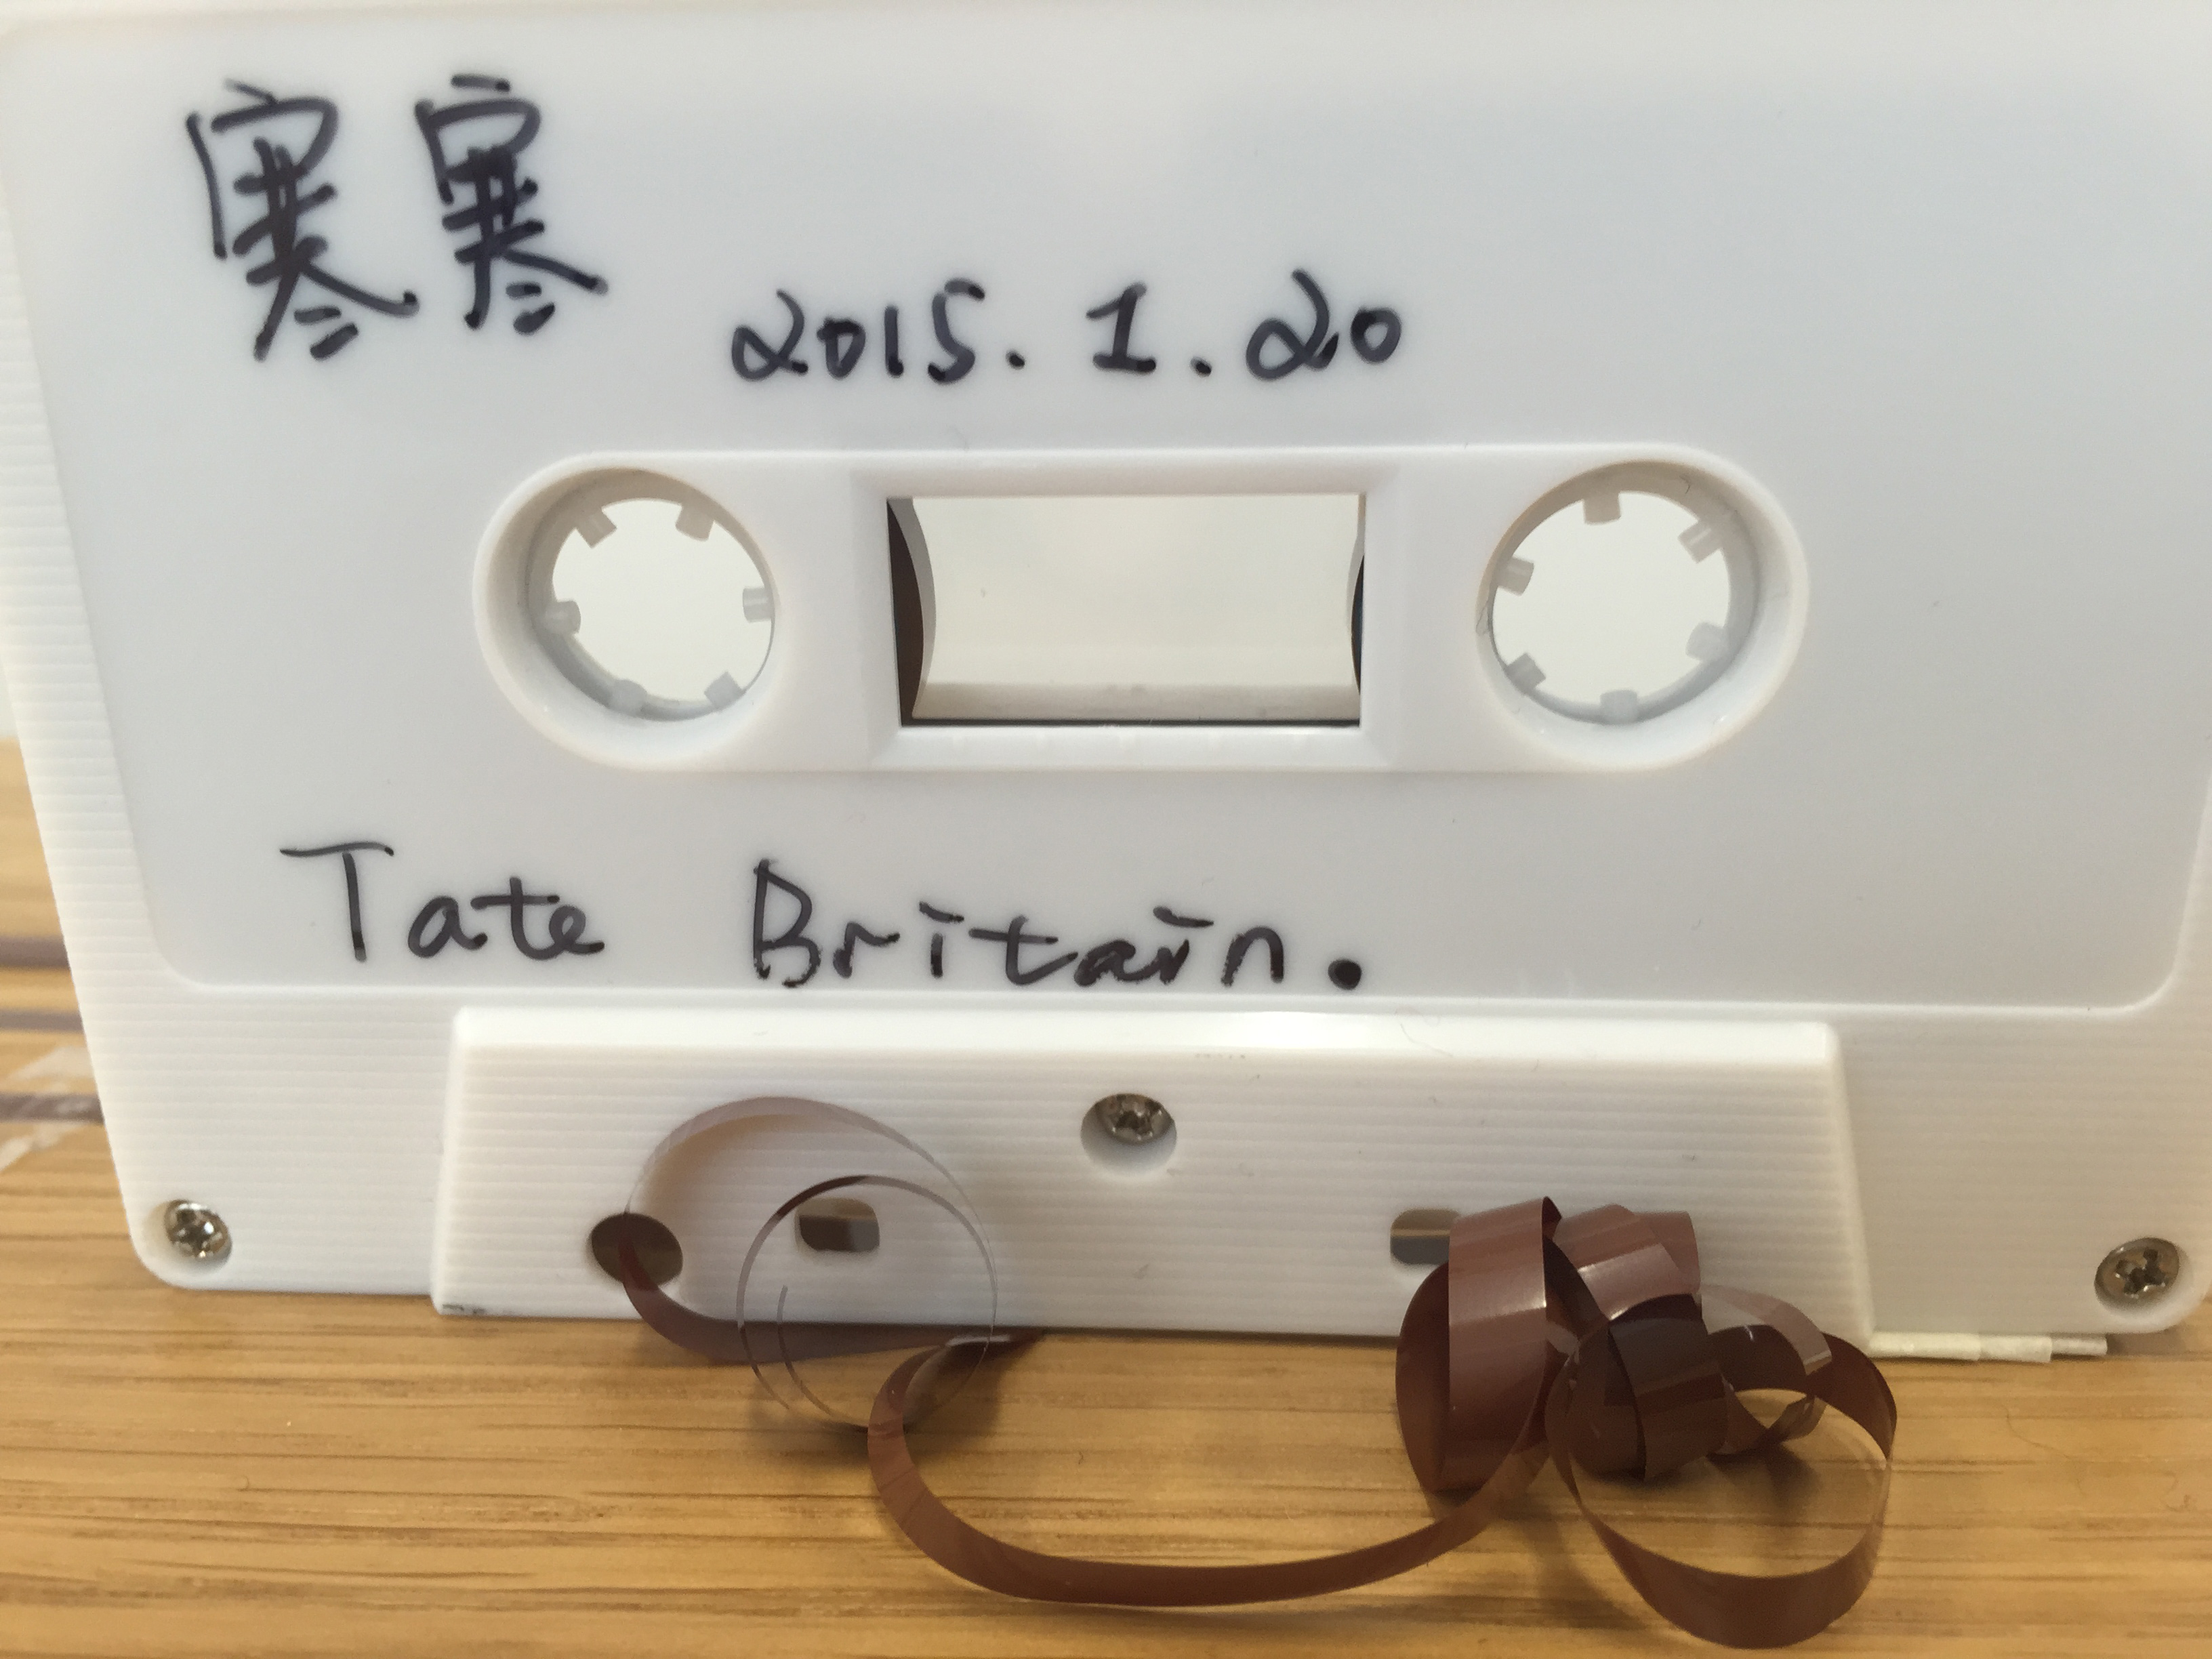 寒寒
2015.1.20
Tate Britain.